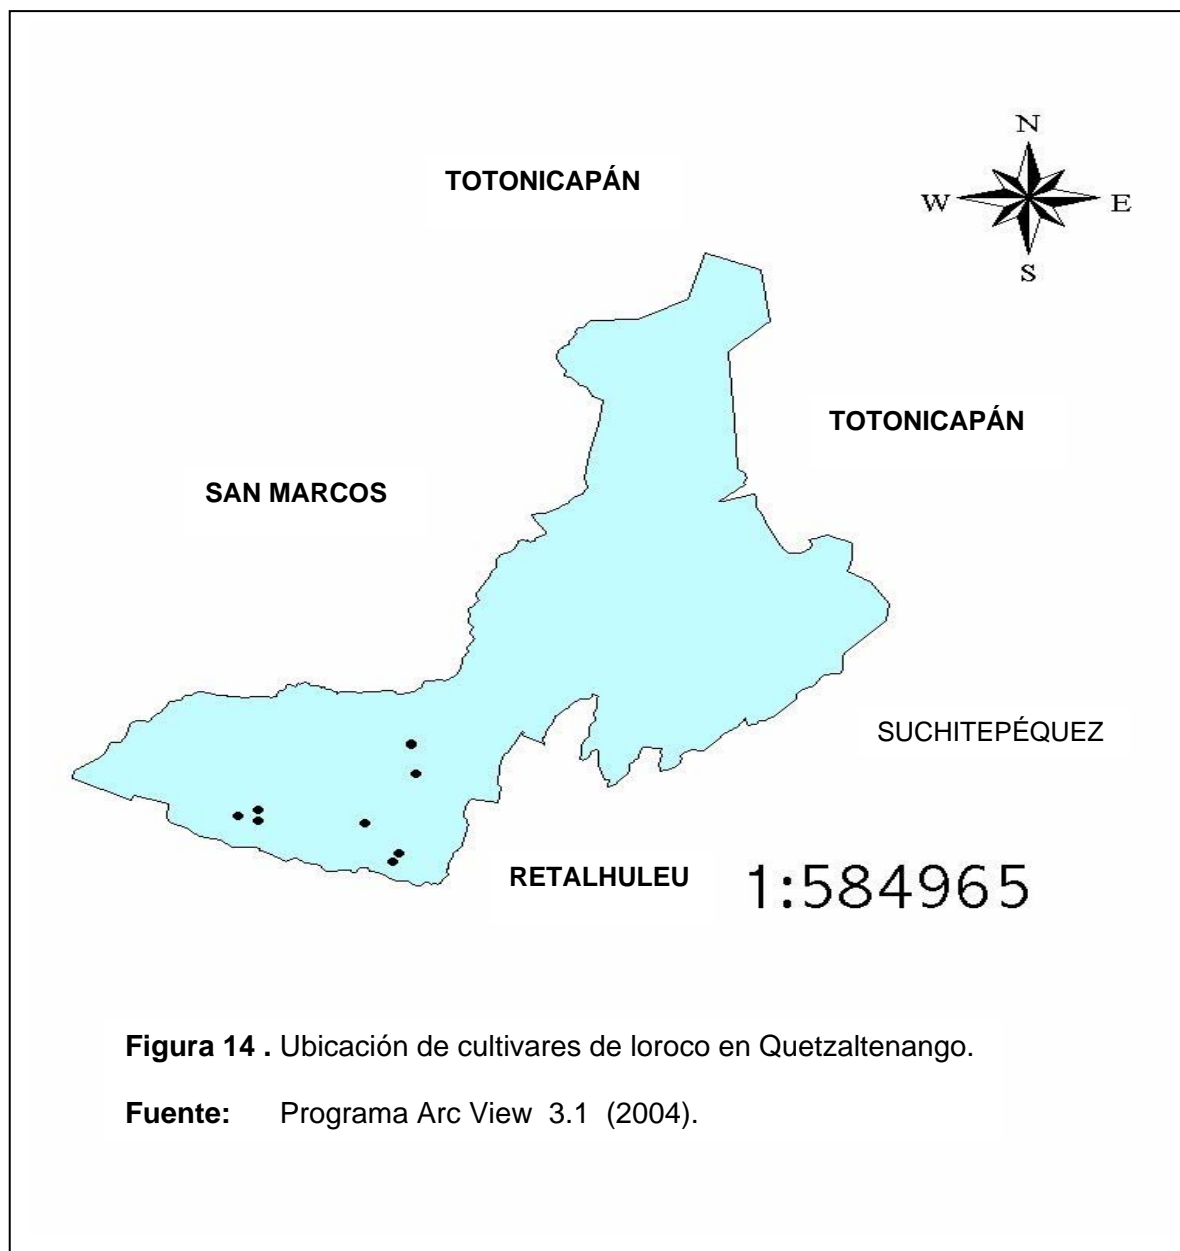 N
TOTONICAPÁN
W E
S
TOTONICAPÁN
SAN MARCOS
SUCHITEPÉQUEZ
RETALHULEU 1:584965
Figura 14 . Ubicación de cultivares de loroco en Quetzaltenango.
Fuente: Programa Arc View 3.1 (2004).